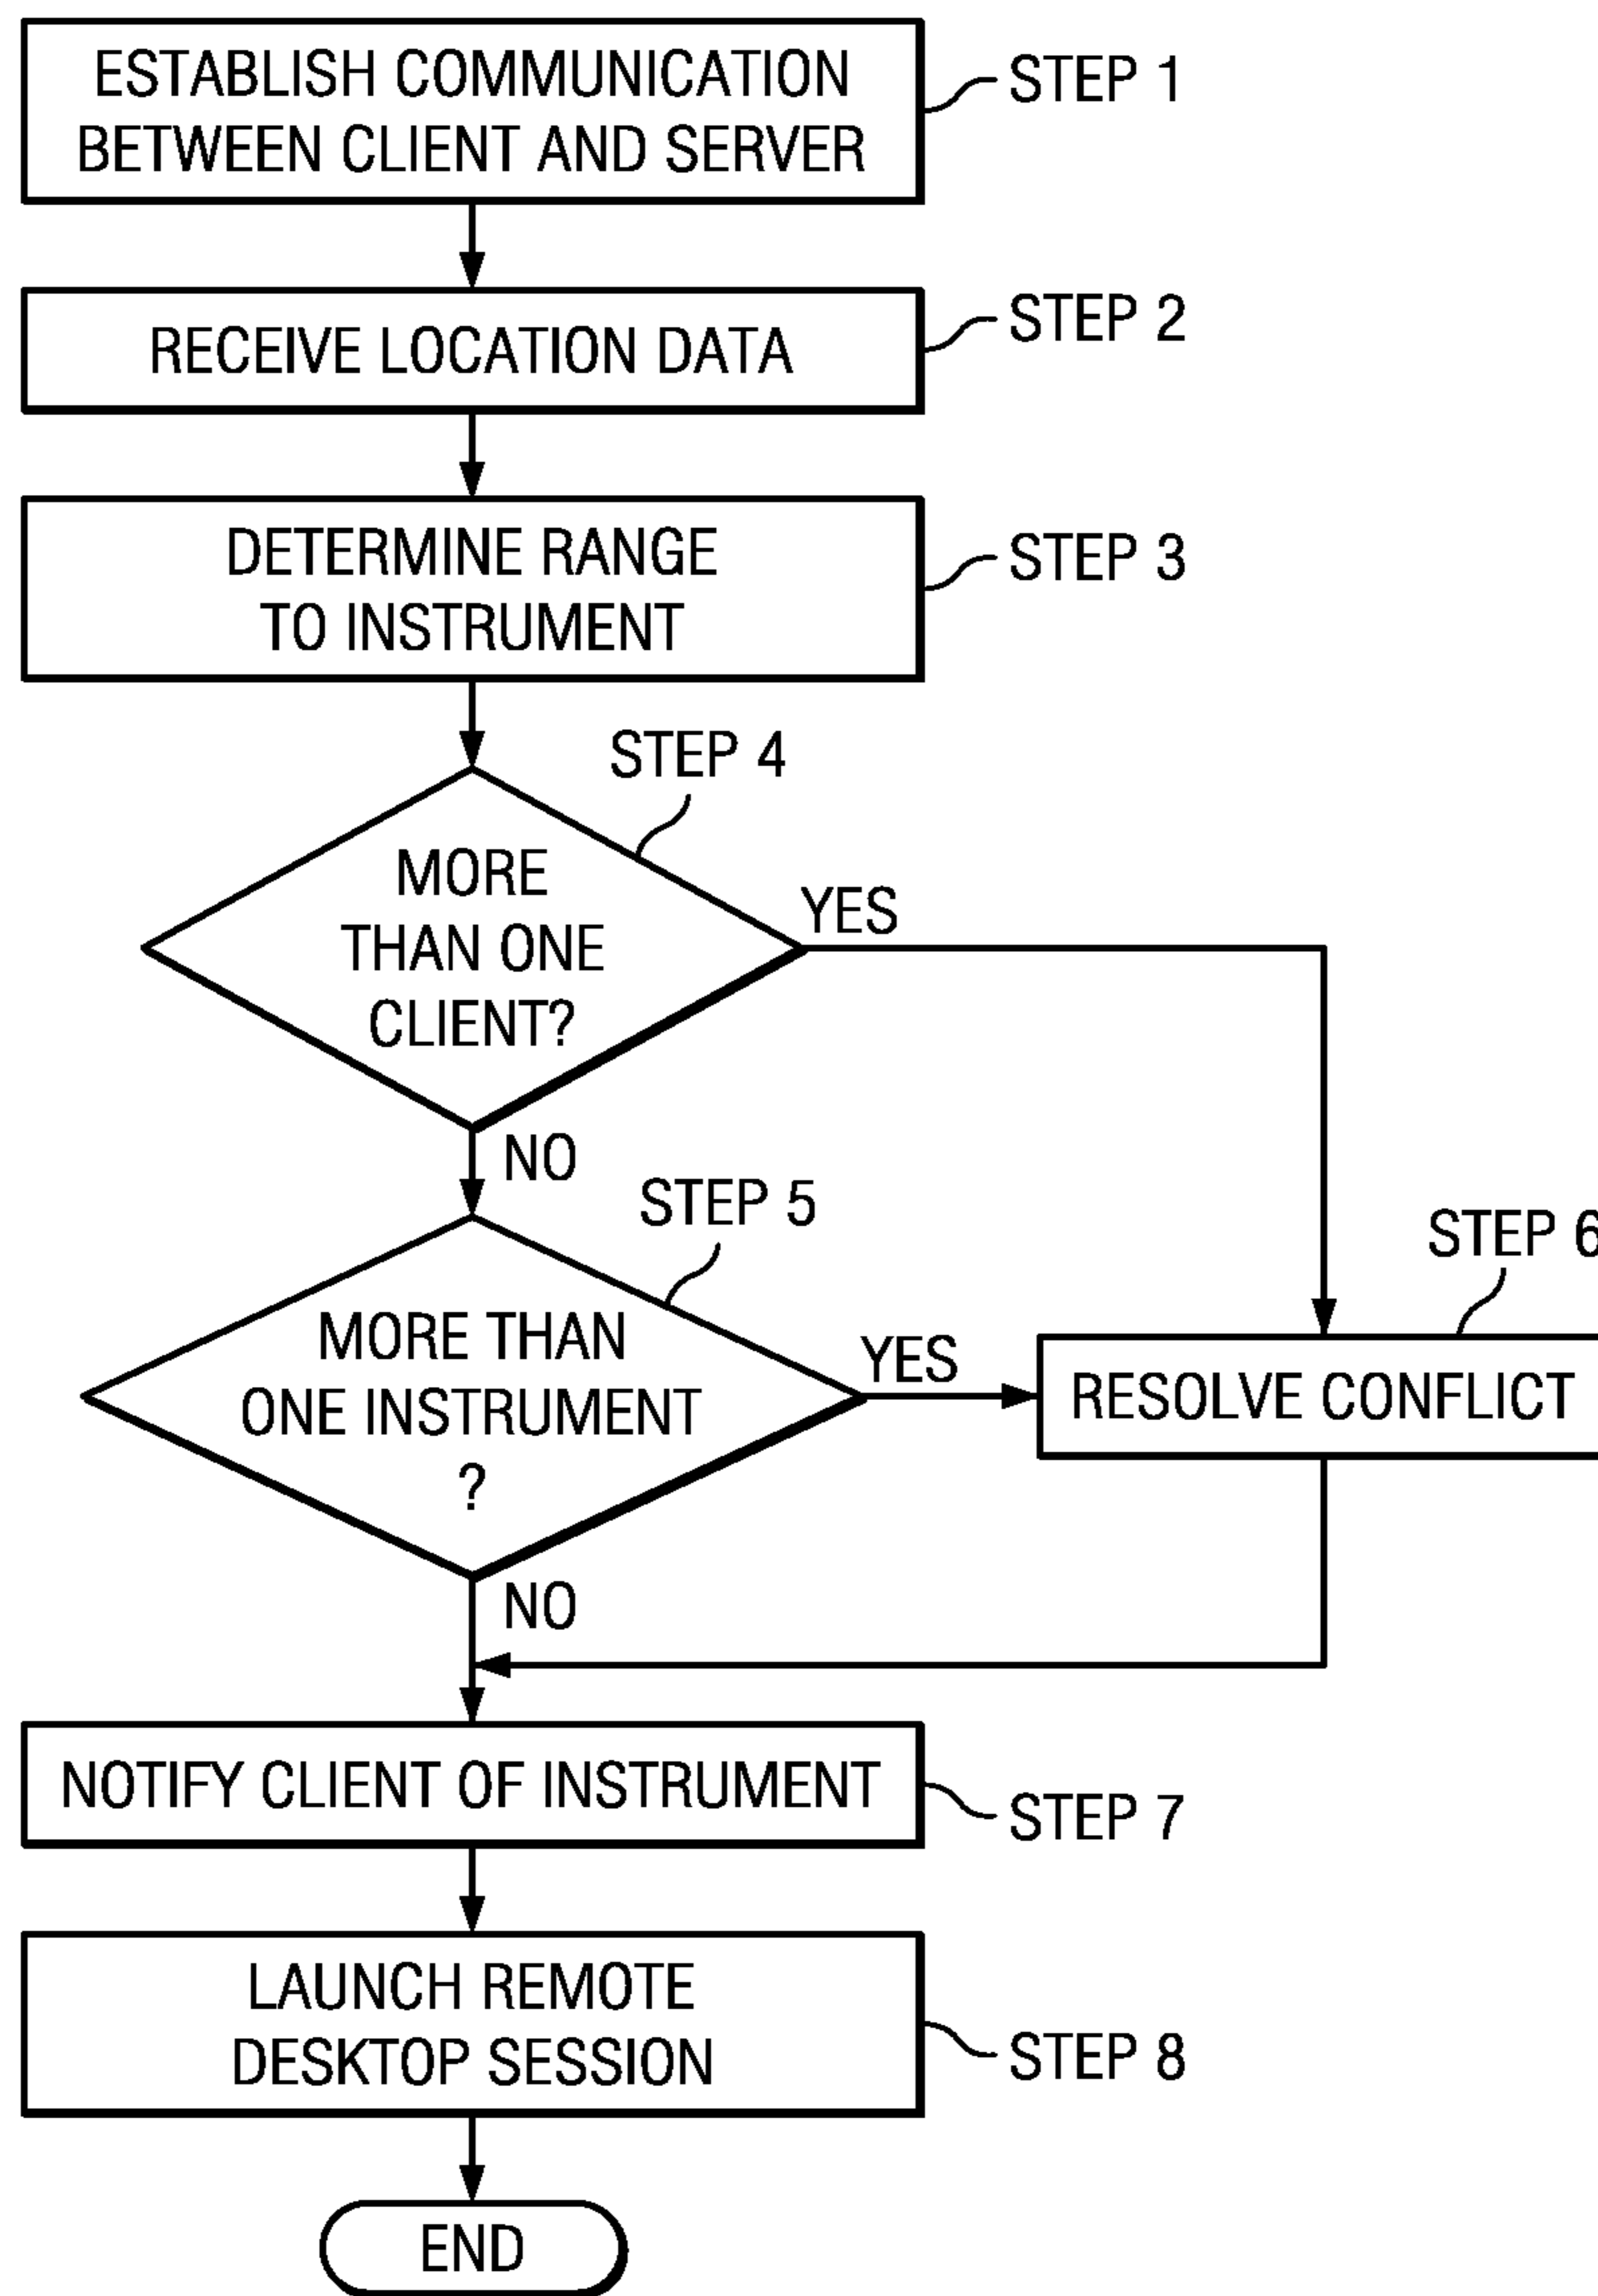 ESTABLISH COMMUNICATION
BETWEEN CLIENT AND SERVER
STEP 1
RECEIVE LOCATION DATA
STEP 2
DETERMINE RANGE
TO INSTRUMENT
STEP 3
STEP 4
MORE
THAN ONE
CLIENT?
YES
NO
STEP 5
MORE THAN
ONE INSTRUMENT
?
YES
STEP 6
RESOLVE CONFLICT
NO
NOTIFY CLIENT OF INSTRUMENT
STEP 7
LAUNCH REMOTE
DESKTOP SESSION
STEP 8
END